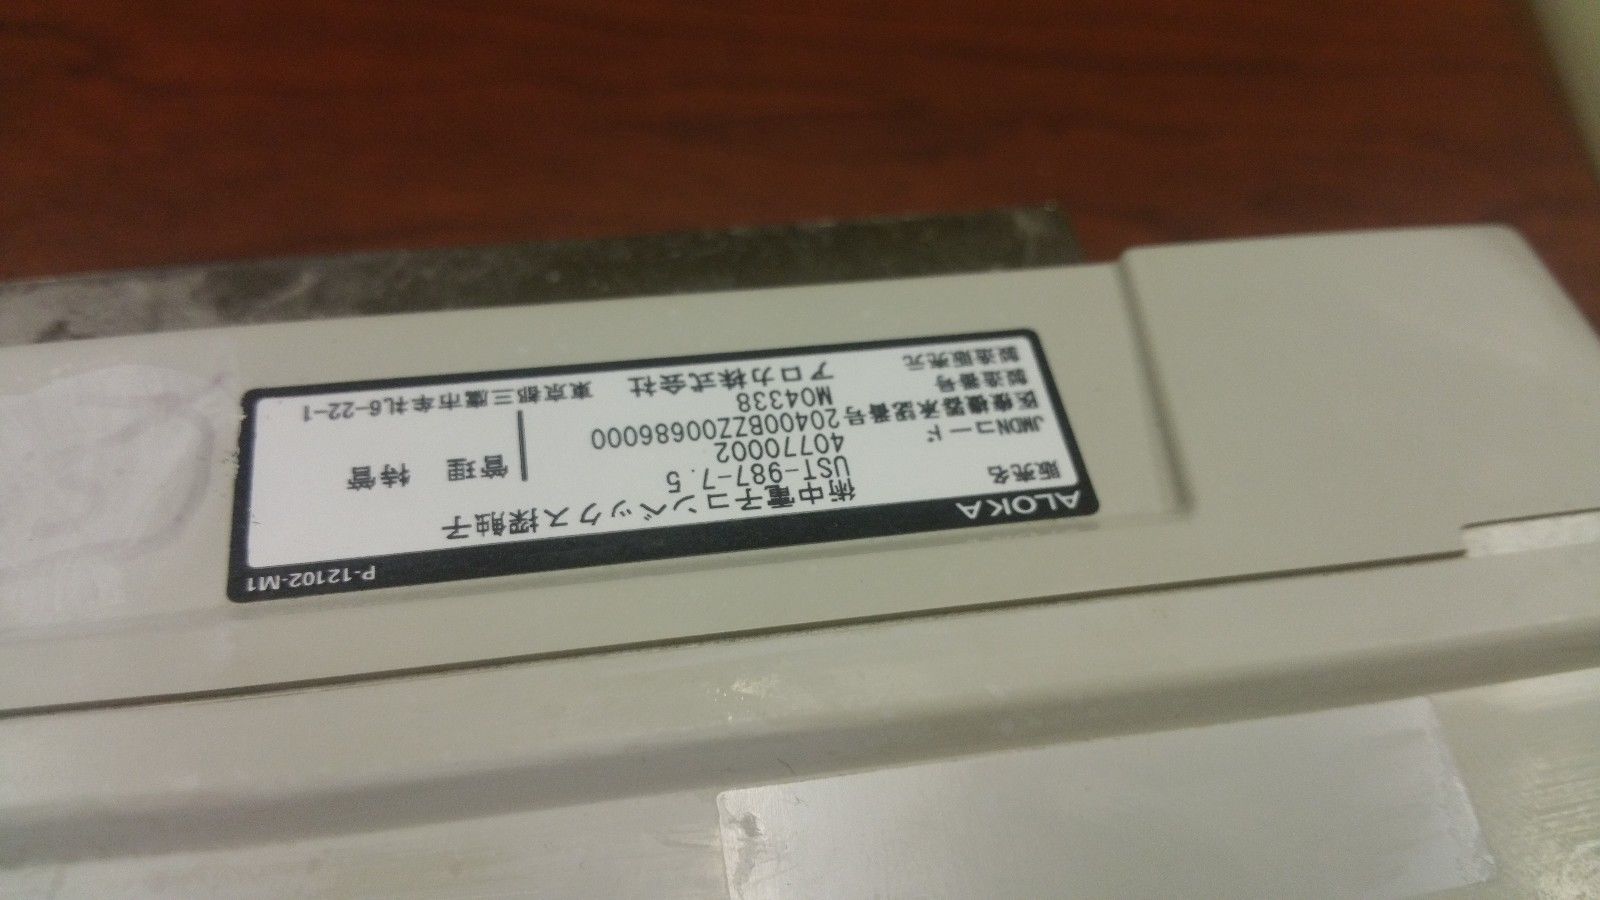 ALOKA P-12102-M1
販売名 術中電子コンベックス探触子
UST-987-7.5
JMDNコード 40770002 管理 特管
医療機器承認番号 20400BZZ00686000
製造番号 M04338
製造販売元 アロカ株式会社 東京都三鷹市牟礼6-22-1